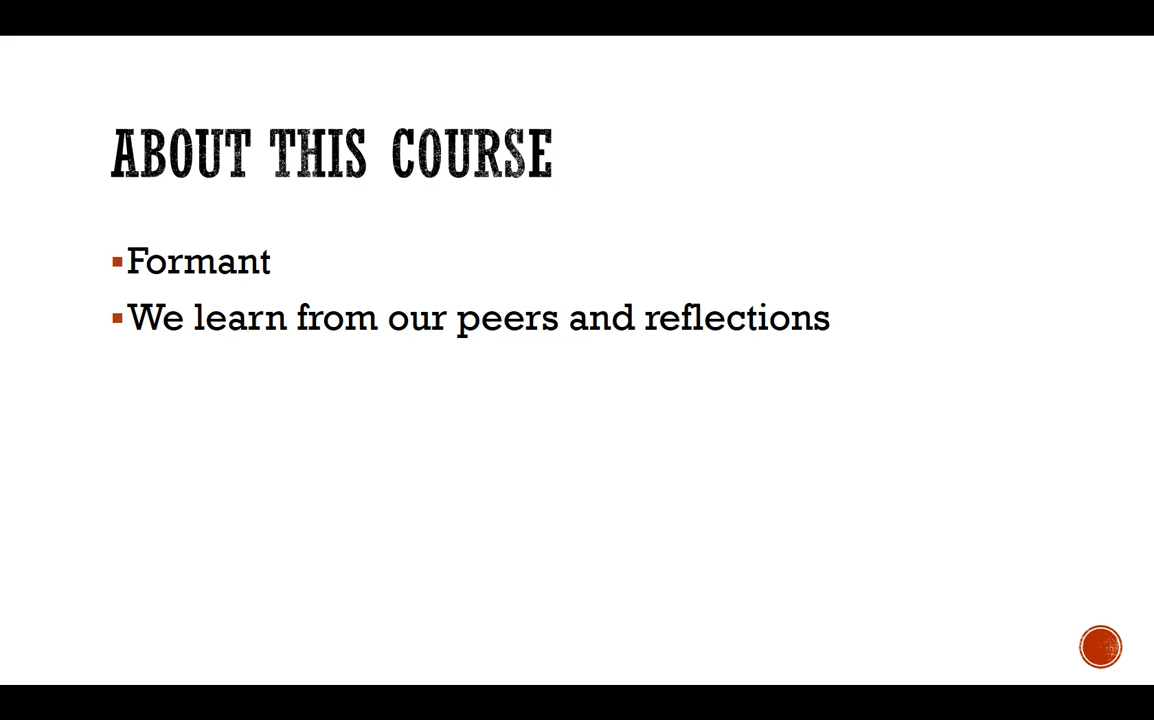 ABOUT THIS COURSE
▪Formant
▪We learn from our peers and reflections